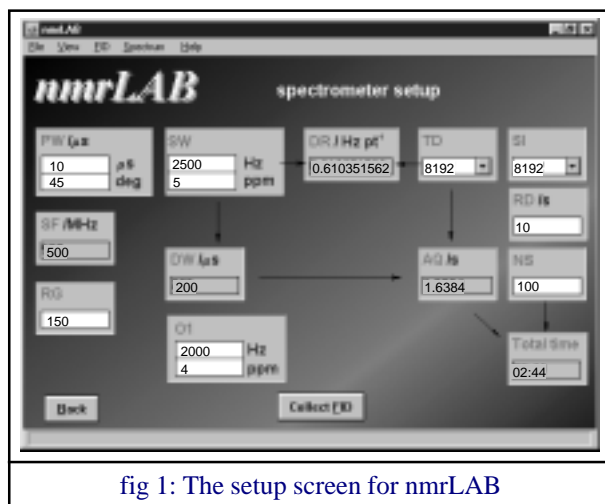 nmrLAB
File View FID Spectrum Help
nmrLAB spectrometer setup
PW /µs
10 µs
45 deg
SW
2500 Hz
5 ppm
DR / Hz pt⁻¹
0.610351562
TD
8192
SI
8192
RD /s
10
SF /MHz
500
DW /µs
200
AQ /s
1.6384
NS
100
RG
150
O1
2000 Hz
4 ppm
Total time
02:44
Back
Collect FID
fig 1: The setup screen for nmrLAB